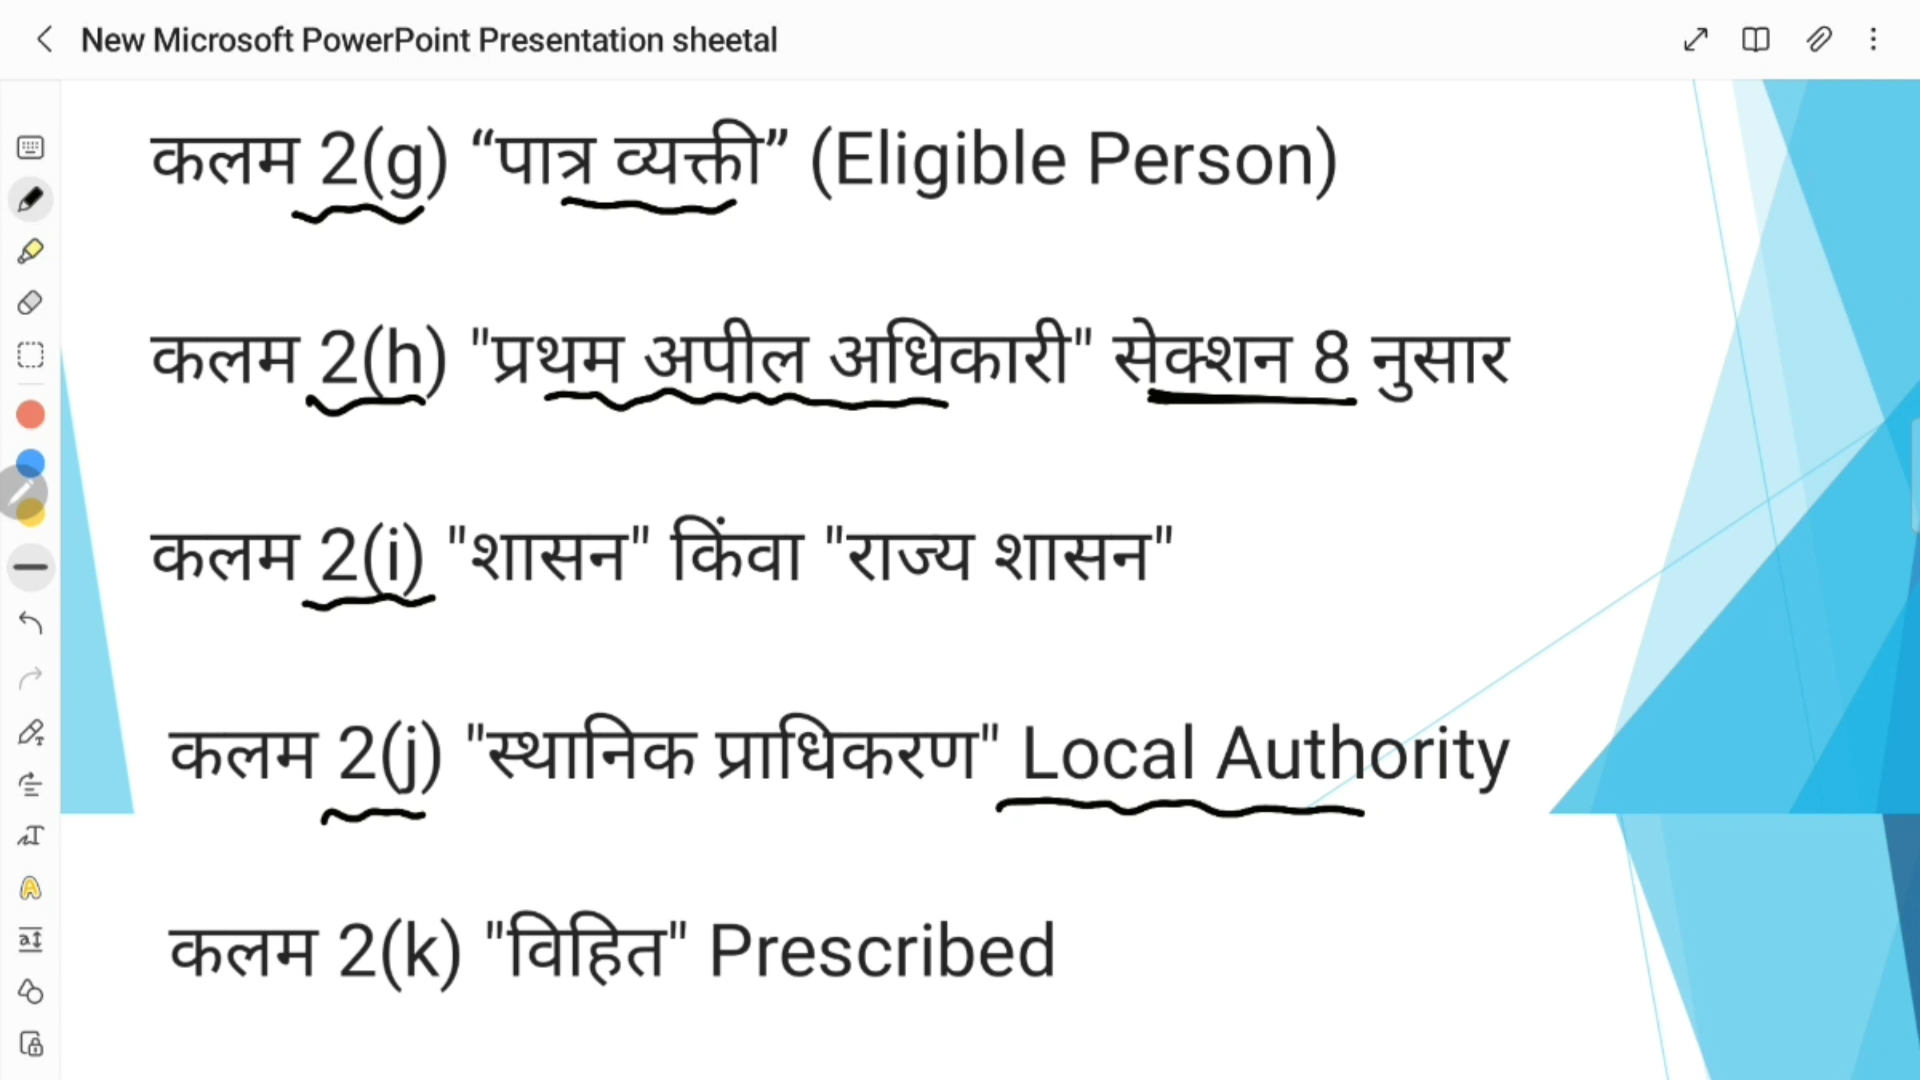 New Microsoft PowerPoint Presentation sheetal
कलम 2(g) “पात्र व्यक्ती” (Eligible Person)
कलम 2(h) "प्रथम अपील अधिकारी" सेक्शन 8 नुसार
कलम 2(i) "शासन" किंवा "राज्य शासन"
कलम 2(j) "स्थानिक प्राधिकरण" Local Authority
कलम 2(k) "विहित" Prescribed